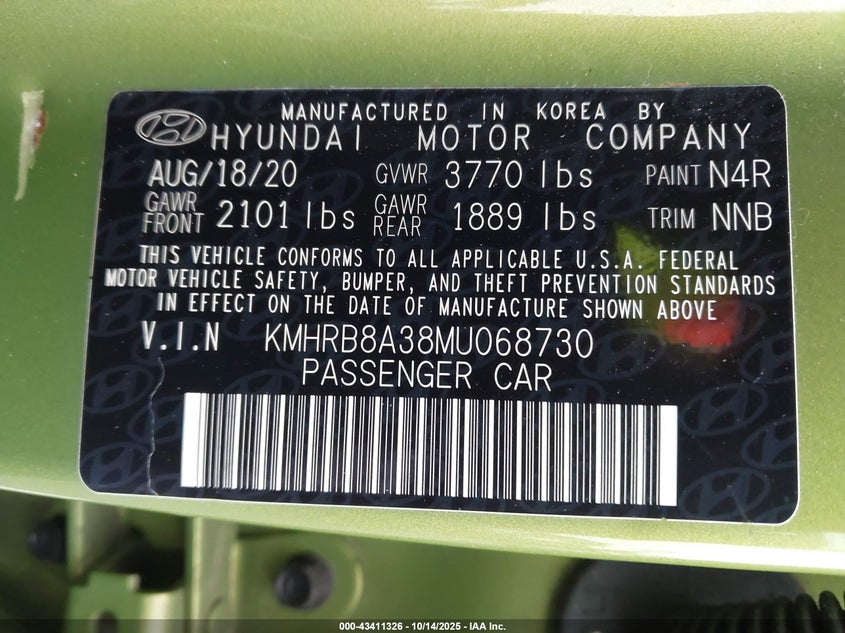 MANUFACTURED IN KOREA BY
HYUNDAI MOTOR COMPANY
AUG/18/20 GVWR 3770 lbs PAINT N4R
GAWR FRONT 2101 lbs GAWR REAR 1889 lbs TRIM NNB
THIS VEHICLE CONFORMS TO ALL APPLICABLE U.S.A. FEDERAL
MOTOR VEHICLE SAFETY, BUMPER, AND THEFT PREVENTION STANDARDS
IN EFFECT ON THE DATE OF MANUFACTURE SHOWN ABOVE
V.I.N KMHRB8A38MU068730
PASSENGER CAR
000-43411326 - 10/14/2025 - IAA Inc.